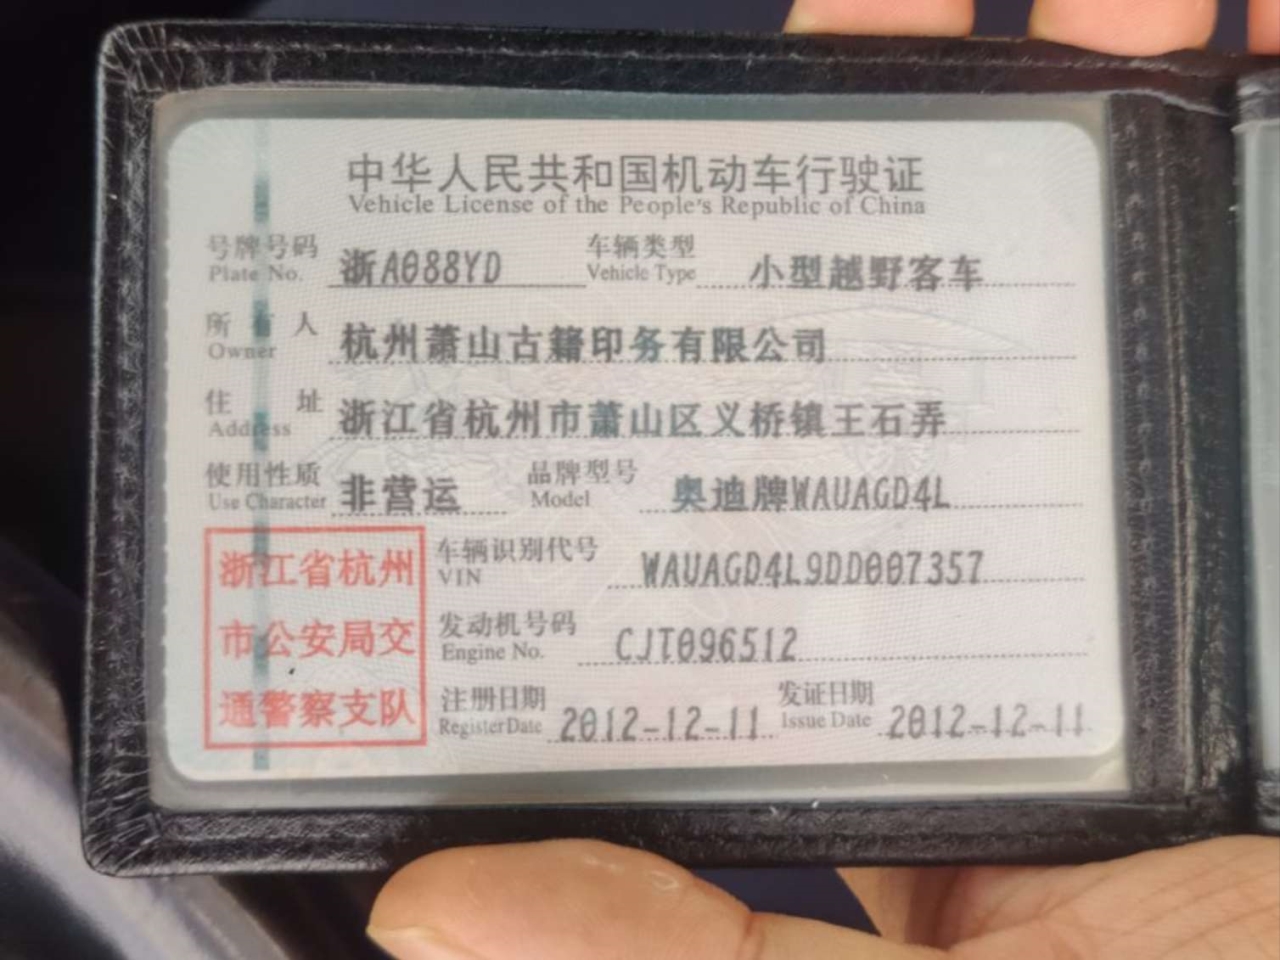 中华人民共和国机动车行驶证
Vehicle License of the People's Republic of China
号牌号码 浙A088YD 车辆类型 小型越野客车
Plate No. Vehicle Type
所有人 杭州萧山古籍印务有限公司
Owner
住址 浙江省杭州市萧山区义桥镇王石弄
Address
使用性质 非营运 品牌型号 奥迪牌WAUAGD4L
Use Character Model
浙江省杭州
市公安局交
通警察支队
车辆识别代号 WAUAGD4L9DD007357
VIN
发动机号码 CJT096512
Engine No.
注册日期 2012-12-11 发证日期 2012-12-11
Register Date Issue Date